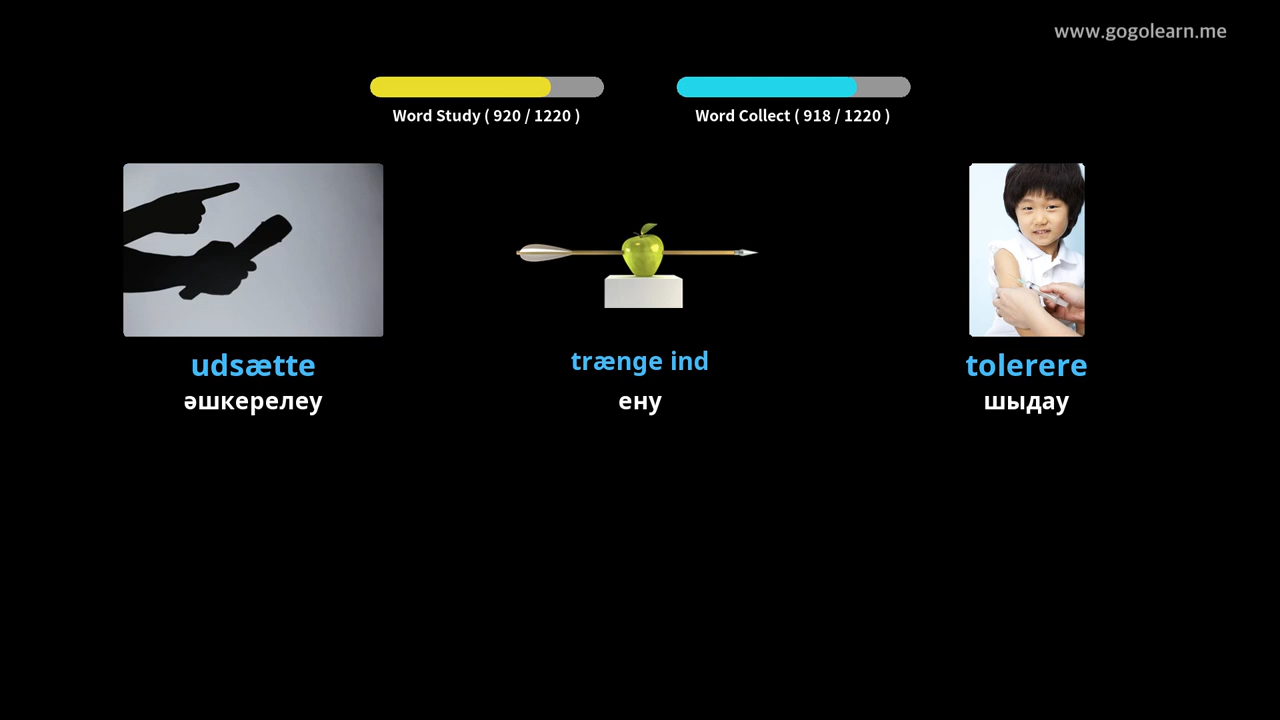 www.gogolearn.me
Word Study ( 920 / 1220 )
Word Collect ( 918 / 1220 )
udsætte
trænge ind
tolerere
әшкерелеу
ену
шыдау